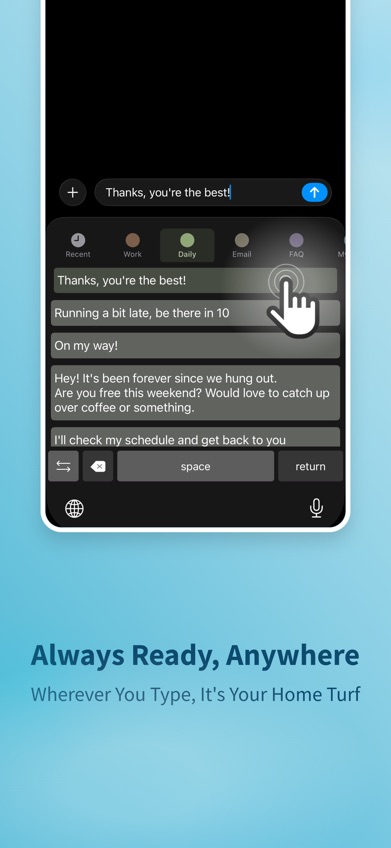 Thanks, you're the best!
Recent
Work
Daily
Email
FAQ
Thanks, you're the best!
Running a bit late, be there in 10
On my way!
Hey! It's been forever since we hung out.
Are you free this weekend? Would love to catch up
over coffee or something.
I'll check my schedule and get back to you
space
return
Always Ready, Anywhere
Wherever You Type, It's Your Home Turf